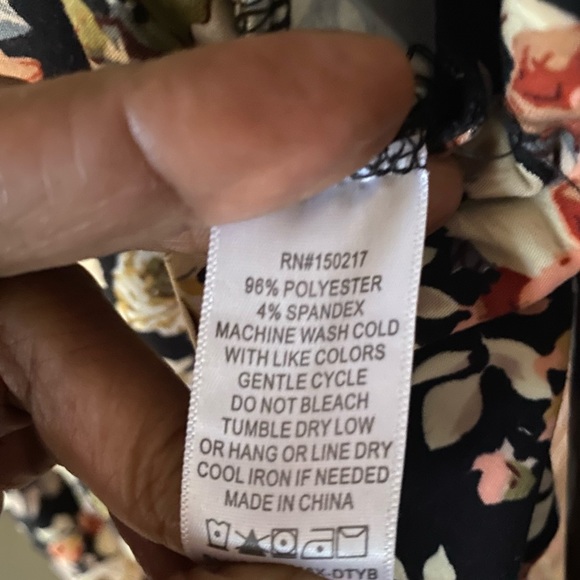 RN#150217
96% POLYESTER
4% SPANDEX
MACHINE WASH COLD
WITH LIKE COLORS
GENTLE CYCLE
DO NOT BLEACH
TUMBLE DRY LOW
OR HANG OR LINE DRY
COOL IRON IF NEEDED
MADE IN CHINA